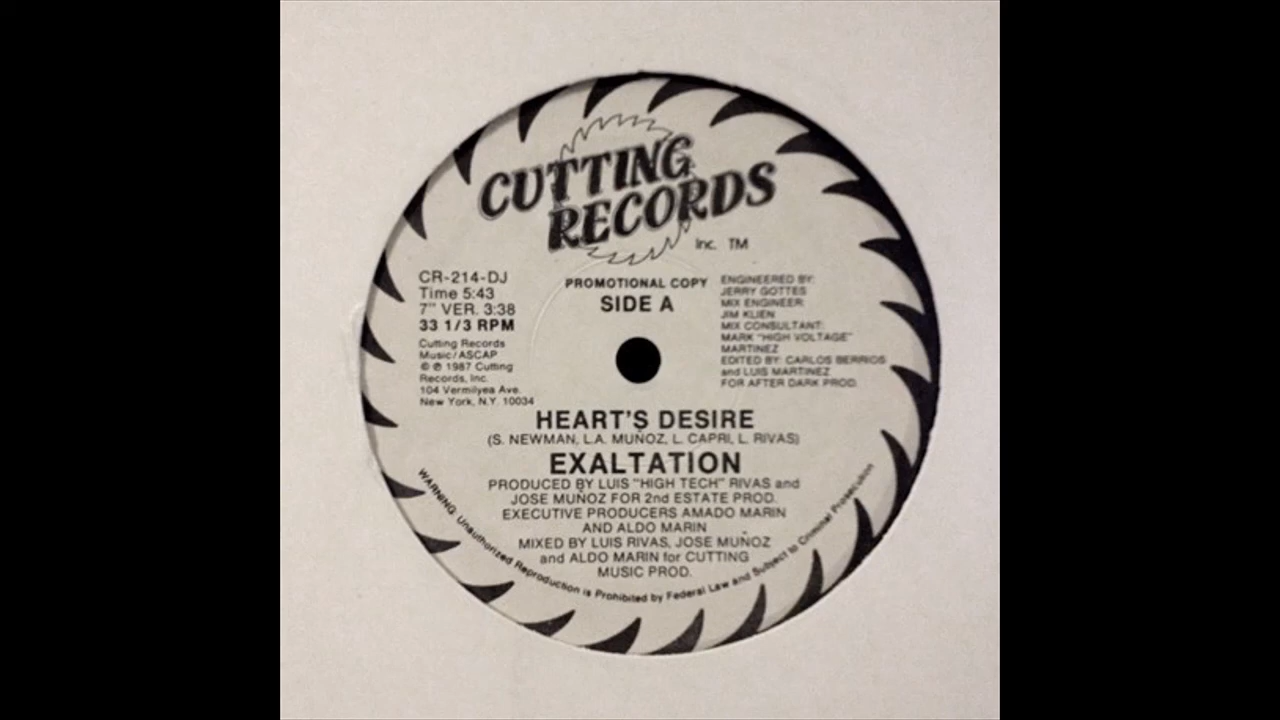 CUTTING
RECORDS
Inc. TM
CR-214-DJ
Time 5:43
7" VER. 3:38
33 1/3 RPM
Cutting Records
Music/ASCAP
© ℗ 1987 Cutting
Records, Inc.
104 Vermilyea Ave.
New York, N.Y. 10034
PROMOTIONAL COPY
SIDE A
ENGINEERED BY:
JERRY GOTTES
MIX ENGINEER:
JIM KLIEN
MIX CONSULTANT:
MARK "HIGH VOLTAGE"
MARTINEZ
EDITED BY: CARLOS BERRIOS
and LUIS MARTINEZ
FOR AFTER DARK PROD.
HEART'S DESIRE
(S. NEWMAN, L.A. MUÑOZ, L. CAPRI, L. RIVAS)
EXALTATION
PRODUCED BY LUIS "HIGH TECH" RIVAS and
JOSE MUÑOZ FOR 2nd ESTATE PROD.
EXECUTIVE PRODUCERS AMADO MARIN
AND ALDO MARIN
MIXED BY LUIS RIVAS, JOSE MUÑOZ
and ALDO MARIN for CUTTING
MUSIC PROD.
WARNING: Unauthorized Reproduction is Prohibited by Federal Law and Subject to Criminal Prosecution